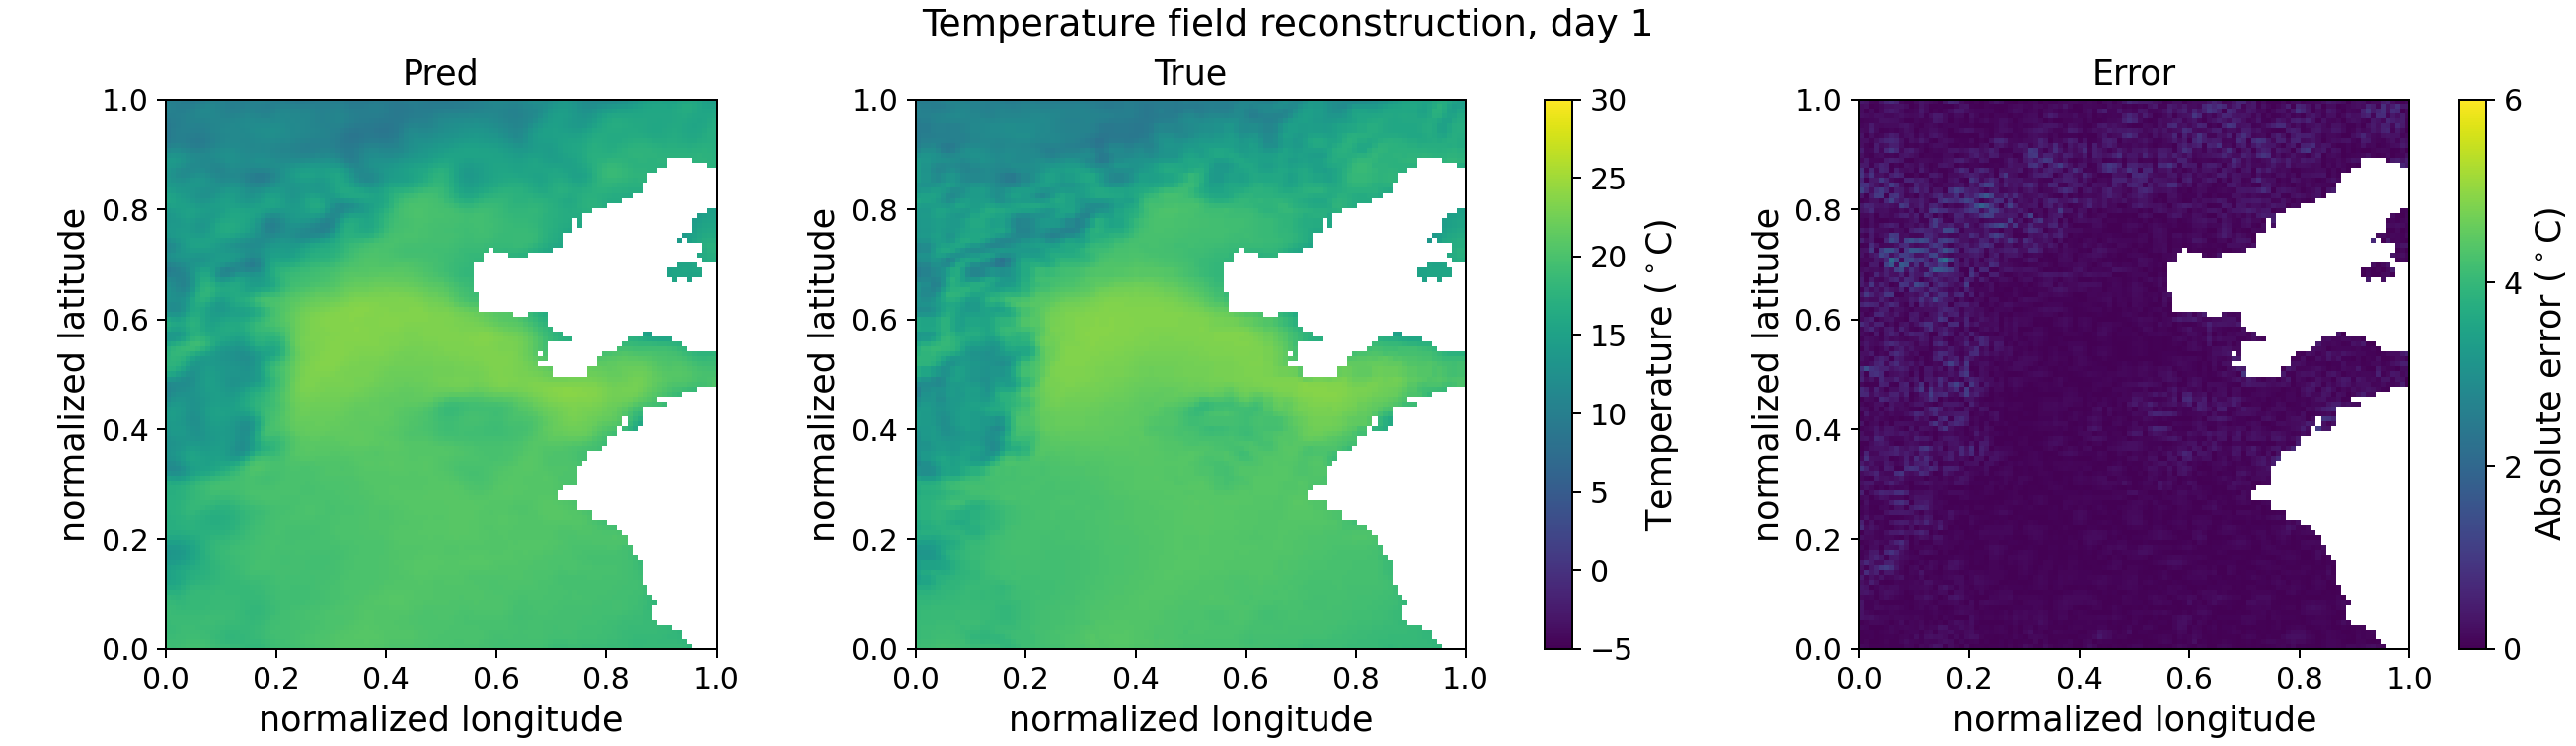 Temperature field reconstruction, day 1
Pred
True
Error
1.0
0.8
0.6
0.4
0.2
0.0
normalized latitude
0.0 0.2 0.4 0.6 0.8 1.0
normalized longitude
1.0
0.8
0.6
0.4
0.2
0.0
normalized latitude
0.0 0.2 0.4 0.6 0.8 1.0
normalized longitude
30
25
20
15
10
5
0
−5
Temperature (°C)
1.0
0.8
0.6
0.4
0.2
0.0
normalized latitude
0.0 0.2 0.4 0.6 0.8 1.0
normalized longitude
6
4
2
0
Absolute error (°C)